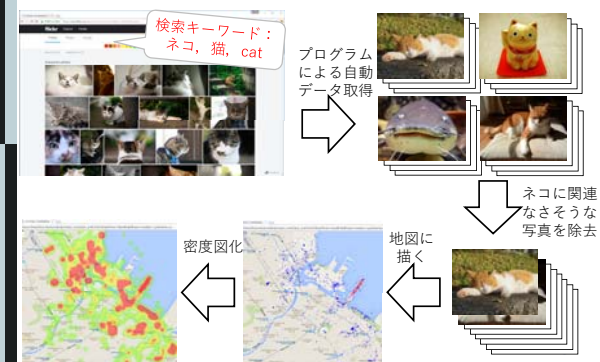 flickr
検索キーワード：
ネコ，猫，cat
プログラム
による自動
データ取得
ネコに関連
なさそうな
写真を除去
地図に
描く
密度図化